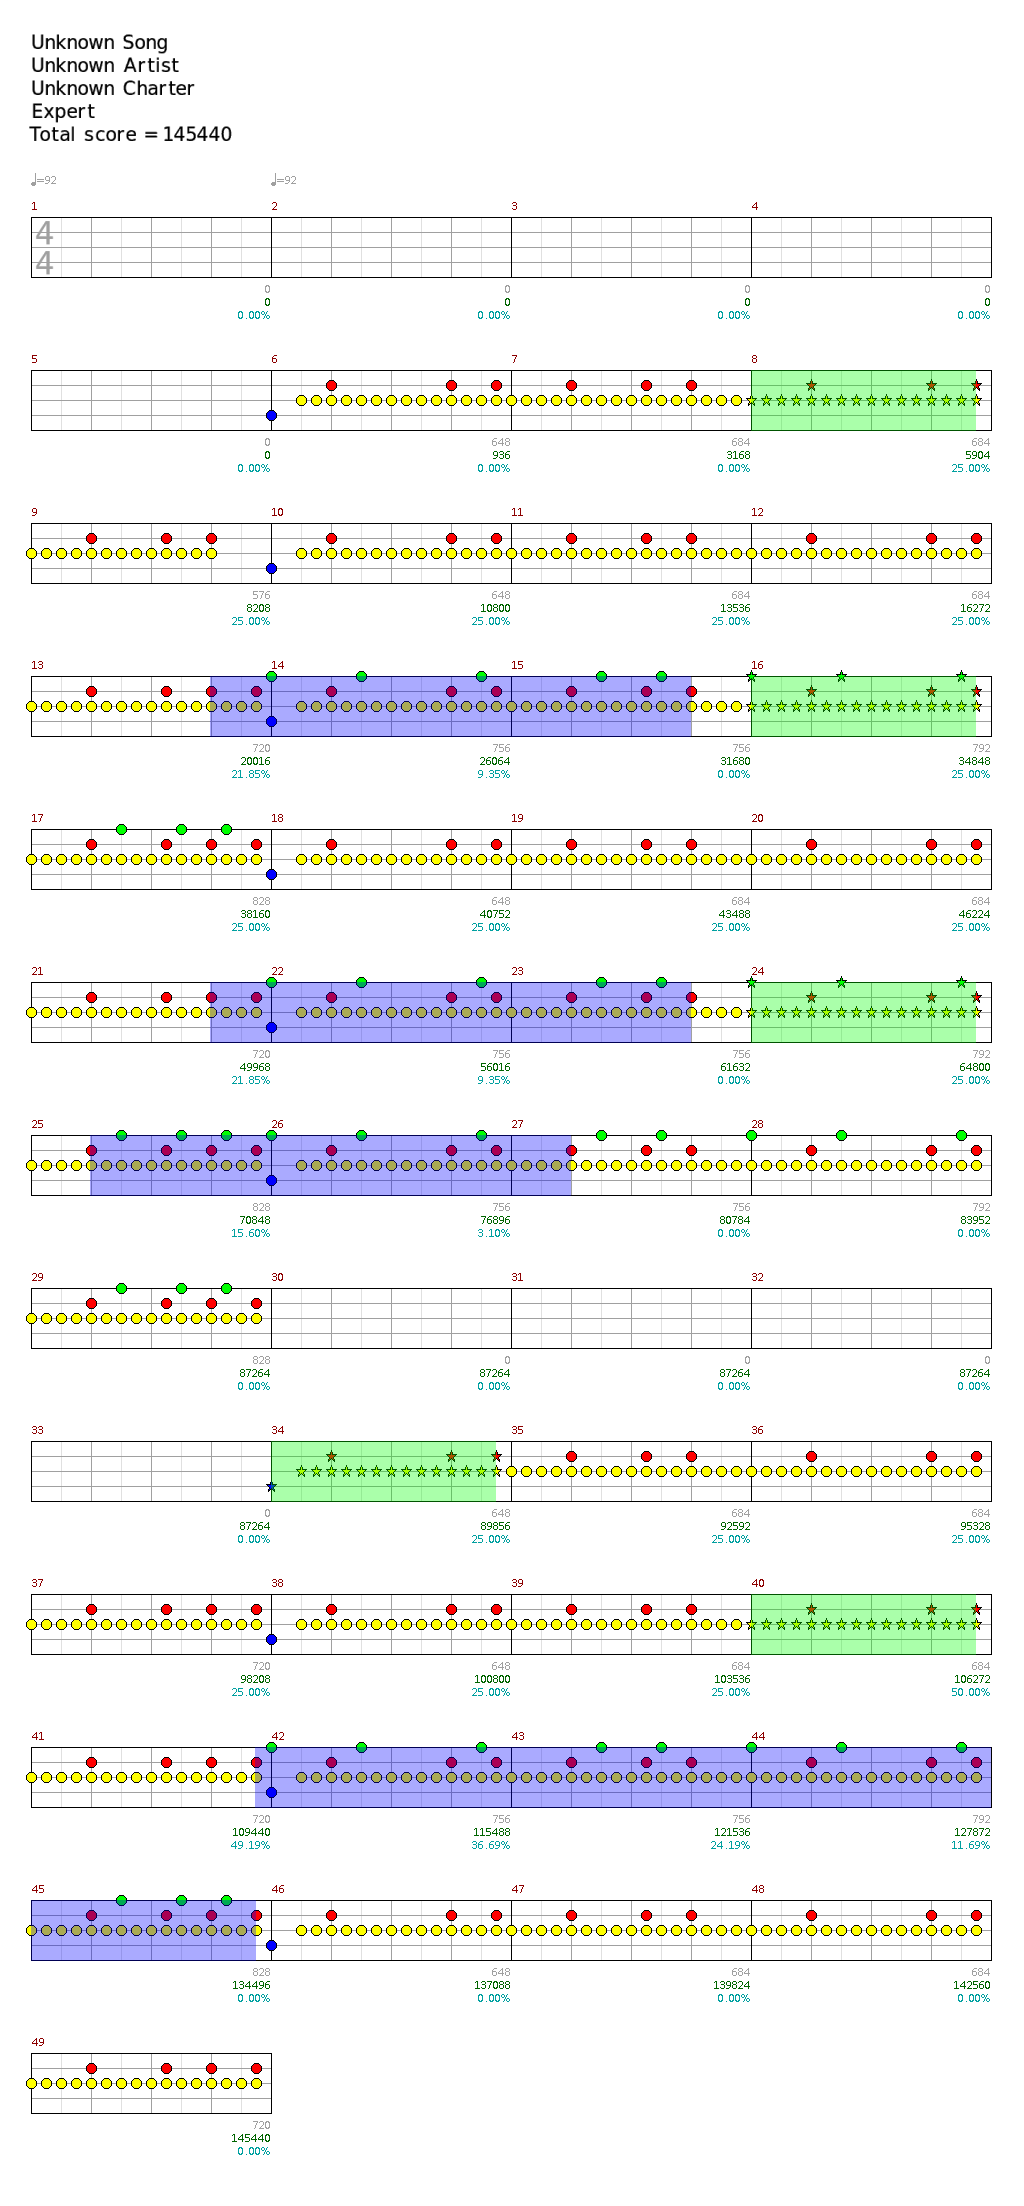 Unknown Song
Unknown Artist
Unknown Charter
Expert
Total score = 145440
♩=92 ♩=92
1 2 3 4
4
4
0 0 0 0
0 0 0 0
0.00% 0.00% 0.00% 0.00%
5 6 7 8
0 648 684 684
0 936 3168 5904
0.00% 0.00% 0.00% 25.00%
9 10 11 12
576 648 684 684
8208 10800 13536 16272
25.00% 25.00% 25.00% 25.00%
13 14 15 16
720 756 756 792
20016 26064 31680 34848
21.85% 9.35% 0.00% 25.00%
17 18 19 20
828 648 684 684
38160 40752 43488 46224
25.00% 25.00% 25.00% 25.00%
21 22 23 24
720 756 756 792
49968 56016 61632 64800
21.85% 9.35% 0.00% 25.00%
25 26 27 28
828 756 756 792
70848 76896 80784 83952
15.60% 3.10% 0.00% 0.00%
29 30 31 32
828 0 0 0
87264 87264 87264 87264
0.00% 0.00% 0.00% 0.00%
33 34 35 36
0 648 684 684
87264 89856 92592 95328
0.00% 25.00% 25.00% 25.00%
37 38 39 40
720 648 684 684
98208 100800 103536 106272
25.00% 25.00% 25.00% 50.00%
41 42 43 44
720 756 756 792
109440 115488 121536 127872
49.19% 36.69% 24.19% 11.69%
45 46 47 48
828 648 684 684
134496 137088 139824 142560
0.00% 0.00% 0.00% 0.00%
49
720
145440
0.00%